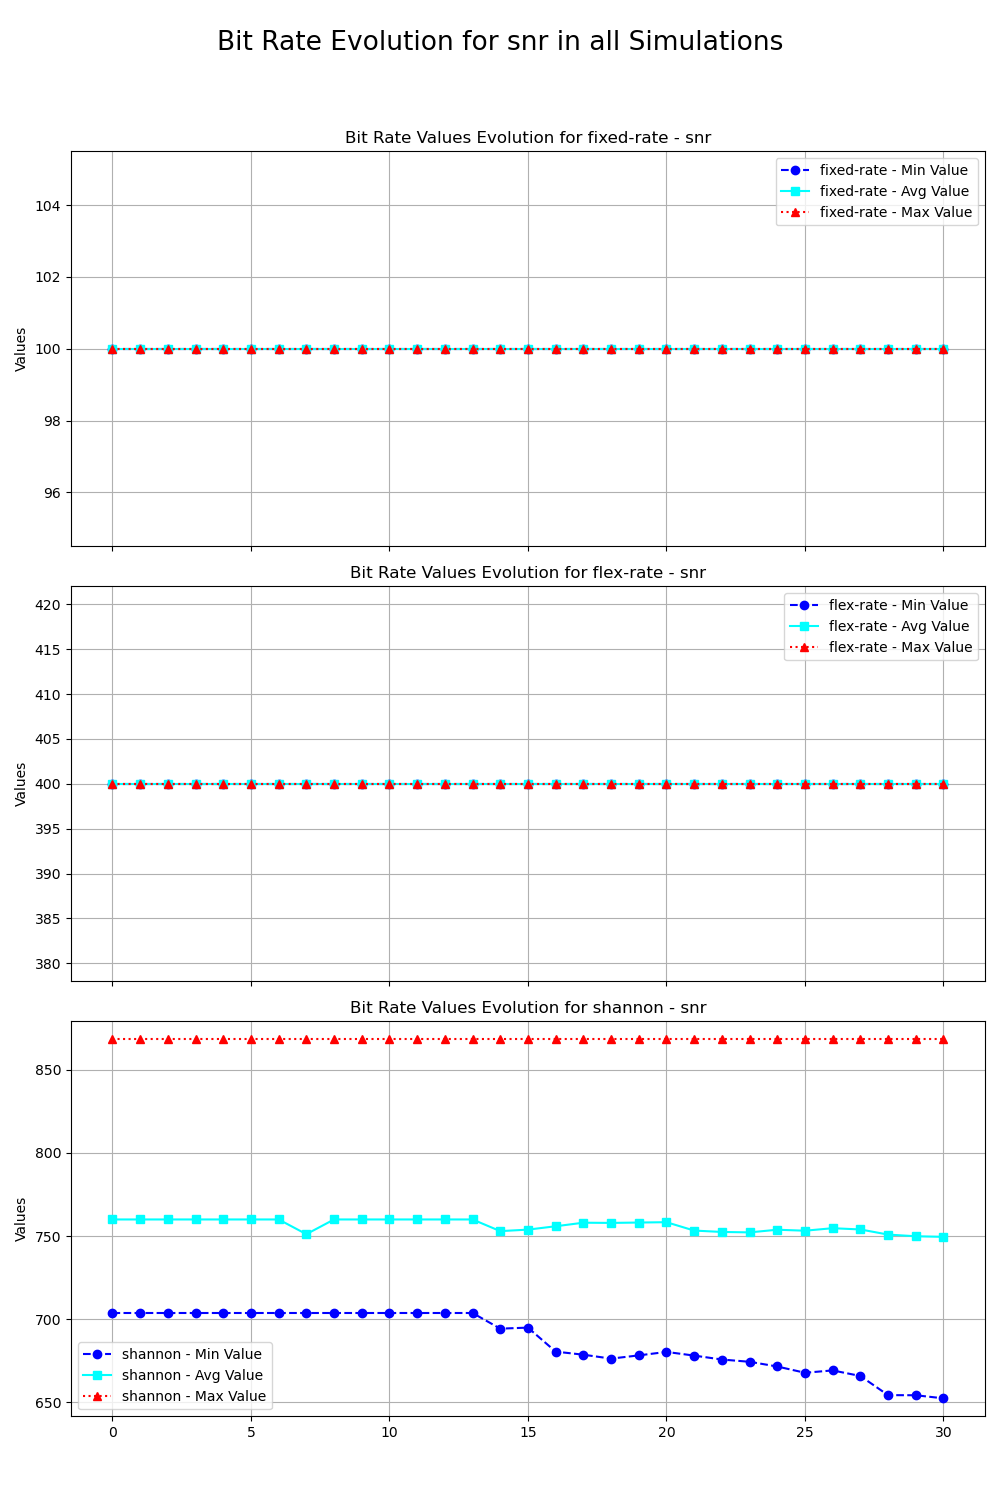 Bit Rate Evolution for snr in all Simulations
Bit Rate Values Evolution for fixed-rate - snr
fixed-rate - Min Value
fixed-rate - Avg Value
fixed-rate - Max Value
Values
104
102
100
98
96
Bit Rate Values Evolution for flex-rate - snr
flex-rate - Min Value
flex-rate - Avg Value
flex-rate - Max Value
Values
420
415
410
405
400
395
390
385
380
Bit Rate Values Evolution for shannon - snr
Values
850
800
750
700
650
shannon - Min Value
shannon - Avg Value
shannon - Max Value
0 5 10 15 20 25 30